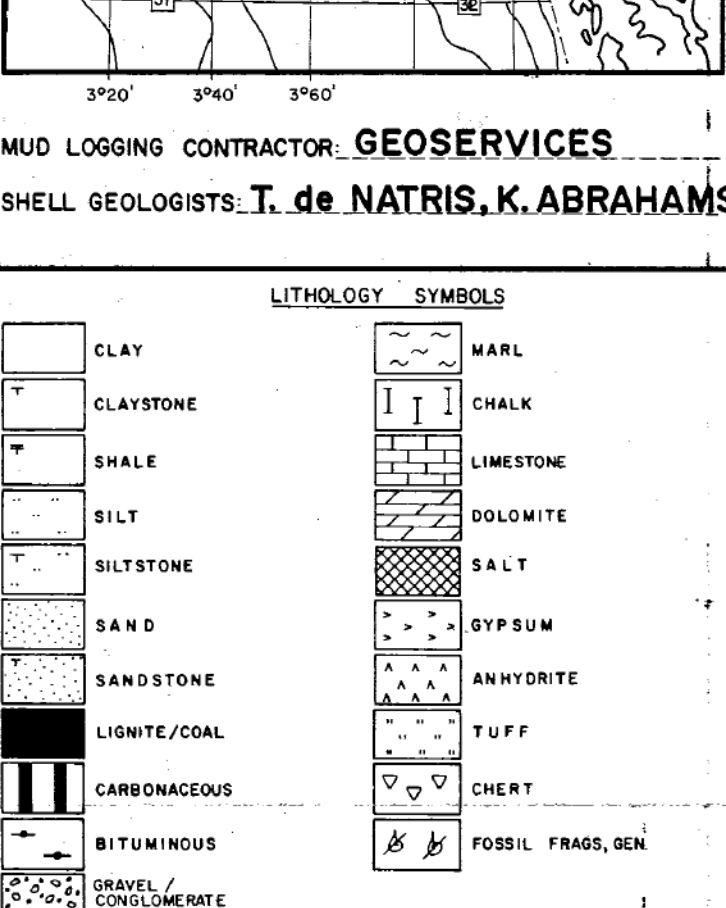 32
3°20' 3°40' 3°60'
MUD LOGGING CONTRACTOR: GEOSERVICES
SHELL GEOLOGISTS: T. de NATRIS, K. ABRAHAMS
LITHOLOGY SYMBOLS
CLAY
CLAYSTONE
SHALE
SILT
SILTSTONE
SAND
SANDSTONE
LIGNITE/COAL
CARBONACEOUS
BITUMINOUS
GRAVEL /
CONGLOMERATE
MARL
CHALK
LIMESTONE
DOLOMITE
SALT
GYPSUM
ANHYDRITE
TUFF
CHERT
FOSSIL FRAGS, GEN.